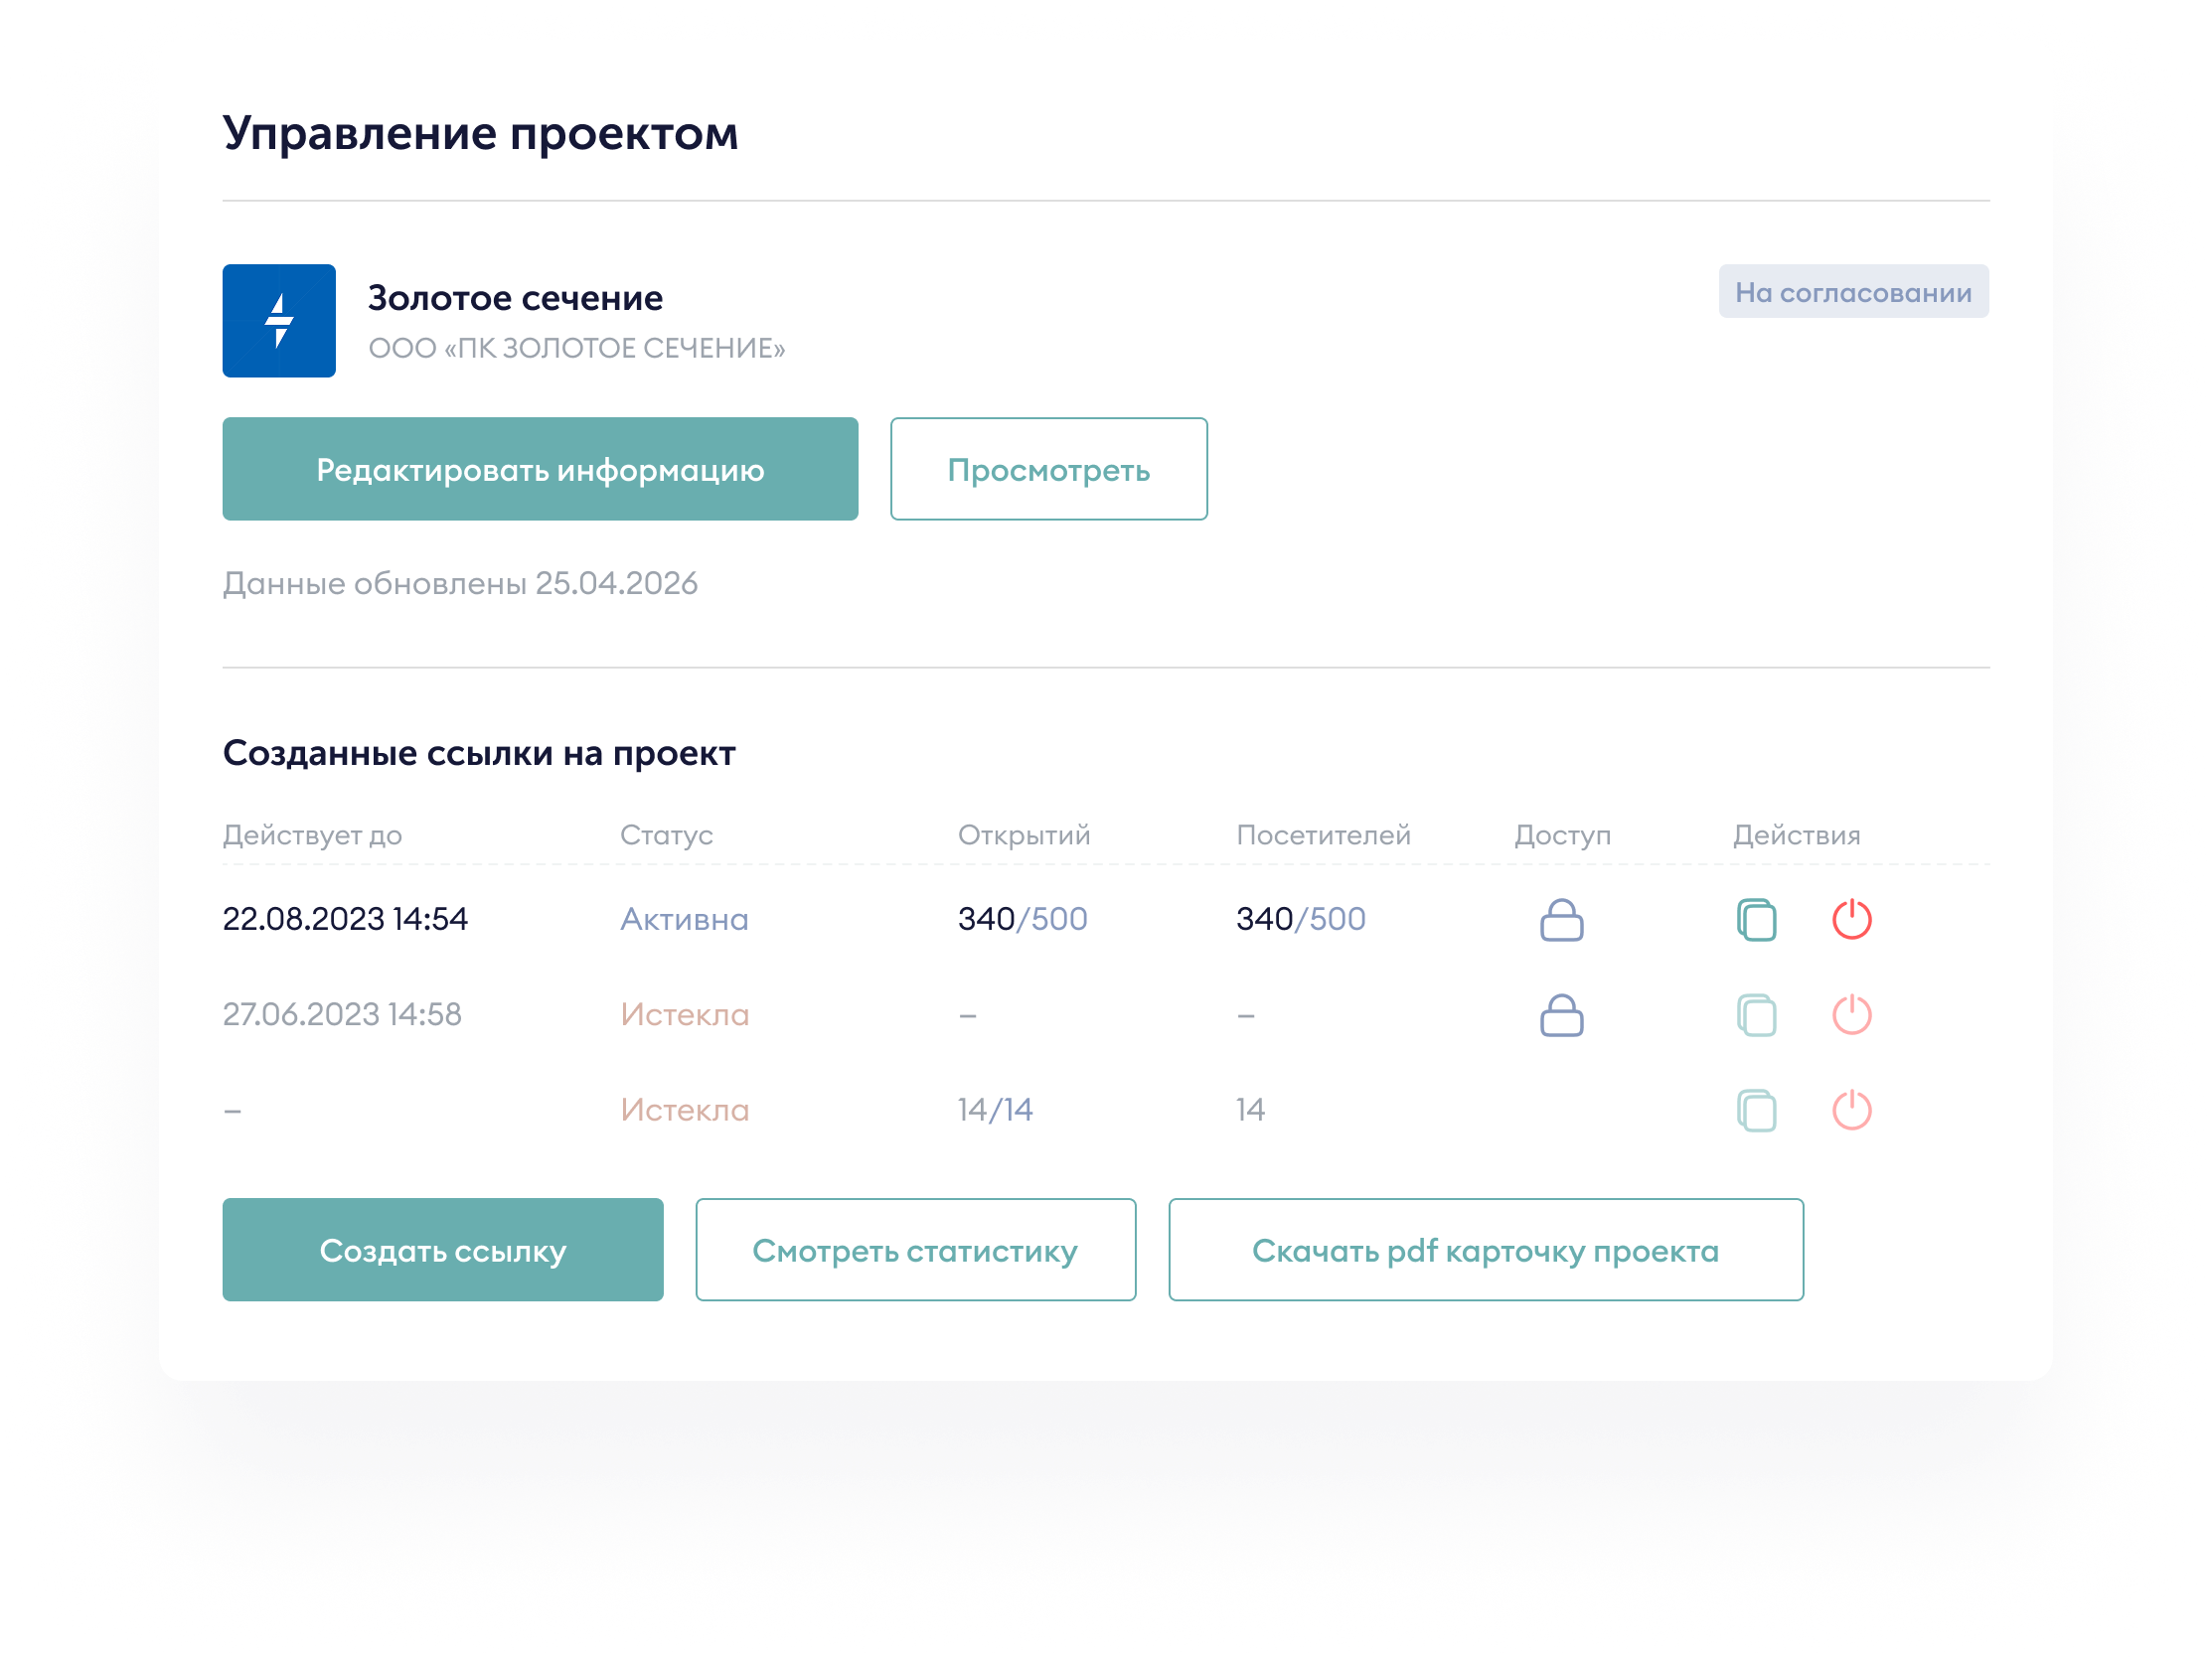 Управление проектом
Золотое сечение
На согласовании
ООО «ПК ЗОЛОТОЕ СЕЧЕНИЕ»
Редактировать информацию Просмотреть
Данные обновлены 25.04.2026
Созданные ссылки на проект
Действует до Статус Открытий Посетителей Доступ Действия
22.08.2023 14:54 Активна 340/500 340/500
27.06.2023 14:58 Истекла – –
– Истекла 14/14 14
Создать ссылку Смотреть статистику Скачать pdf карточку проекта